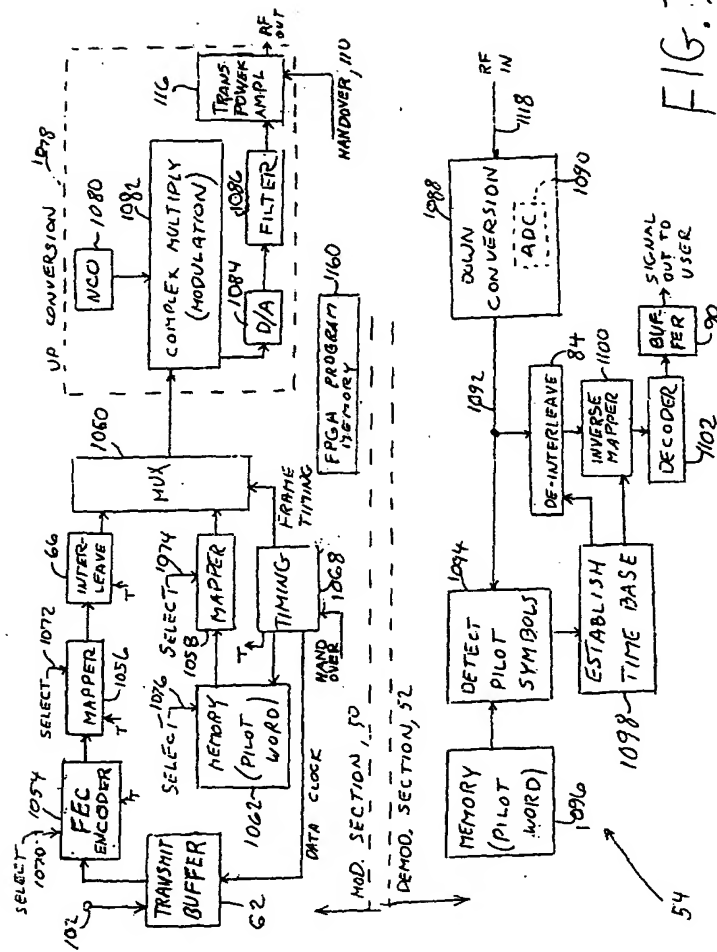 SELECT
1070
1054
FEC
ENCODER
T
102
TRANSMIT
BUFFER
62
SELECT
1072
MAPPER
1056
T
66
INTER-
LEAVE
T
SELECT
1076
MEMORY
(PILOT
WORD)
1062
DATA CLOCK
SELECT
1074
MAPPER
1058
T
TIMING
1068
HAND
OVER
FRAME
TIMING
1060
MUX
UP CONVERSION
1078
NCO
1080
1082
COMPLEX MULTIPLY
(MODULATION)
1084
D/A
1086
FILTER
116
TRANS.
POWER
AMPL
RF
OUT
HANDOVER, 110
FPGA PROGRAM
MEMORY
1160
MOD. SECTION, 50
DEMOD. SECTION, 52
MEMORY
(PILOT
WORD)
1096
1094
DETECT
PILOT
SYMBOLS
ESTABLISH
TIME BASE
1098
1092
1088
DOWN
CONVERSION
ADC
1090
RF
IN
1118
DE-INTERLEAVE
84
INVERSE
MAPPER
1100
DECODER
1102
BUF-
FER
90
SIGNAL
OUT TO
USER
54
FIG.